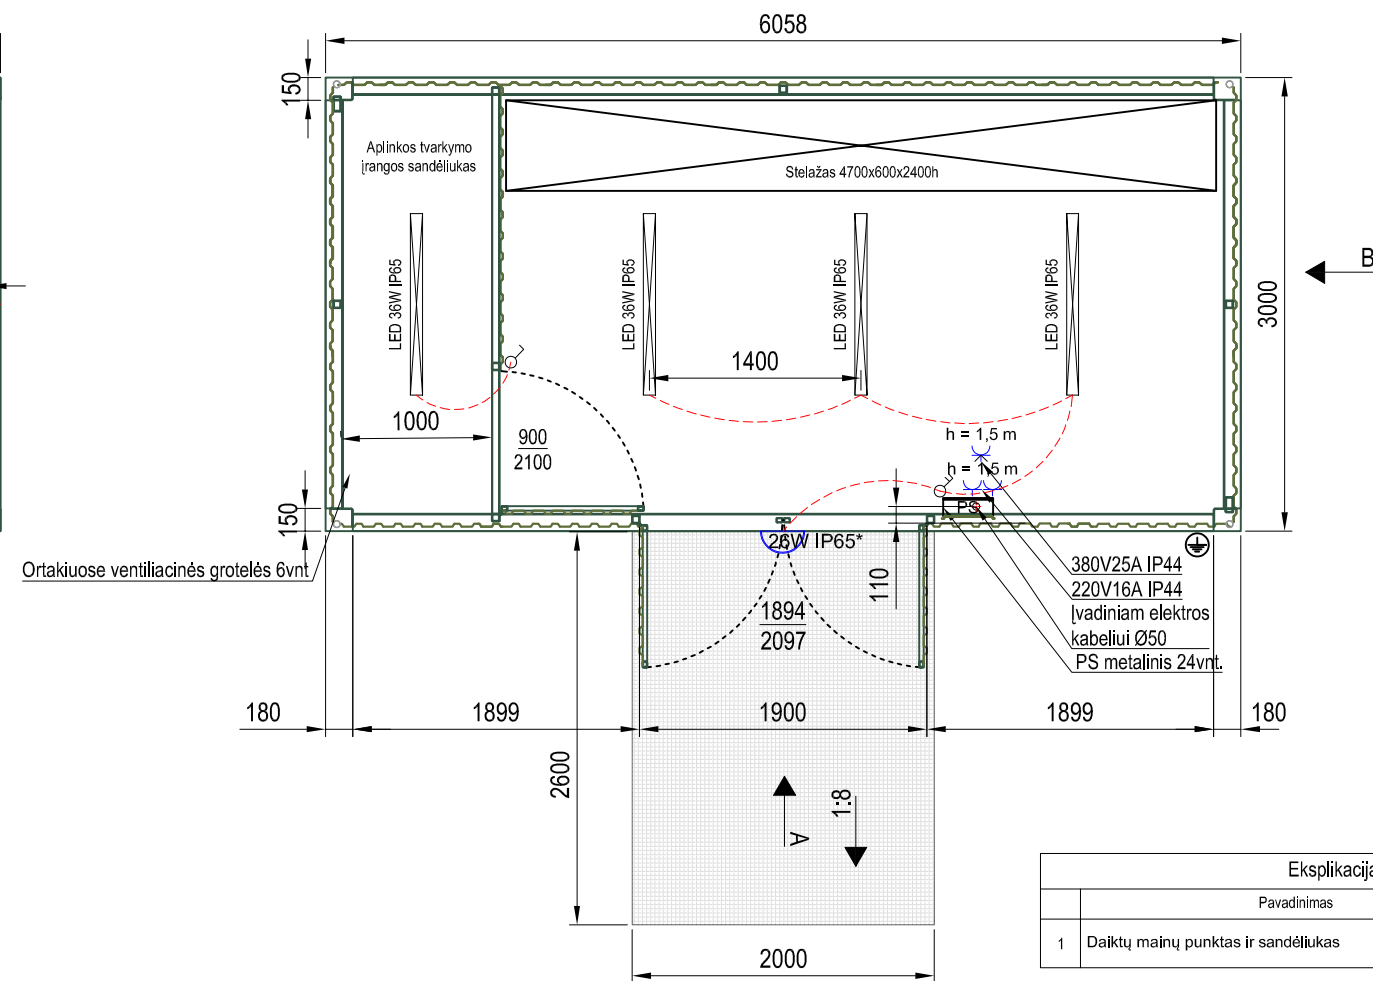 6058
150
Aplinkos tvarkymo
įrangos sandėliukas
Stelažas 4700x600x2400h
LED 36W IP65
LED 36W IP65
LED 36W IP65
LED 36W IP65
B
3000
1400
1000
900
2100
h = 1,5 m
h = 1,5 m
PS
150
26W IP65*
Ortakiuose ventiliacinės grotelės 6vnt
110
380V25A IP44
220V16A IP44
Įvadiniam elektros
kabeliui Ø50
PS metalinis 24vnt.
1894
2097
180
1899
1900
1899
180
2600
1:8
A
2000
Eksplikacija
Pavadinimas
1 Daiktų mainų punktas ir sandėliukas